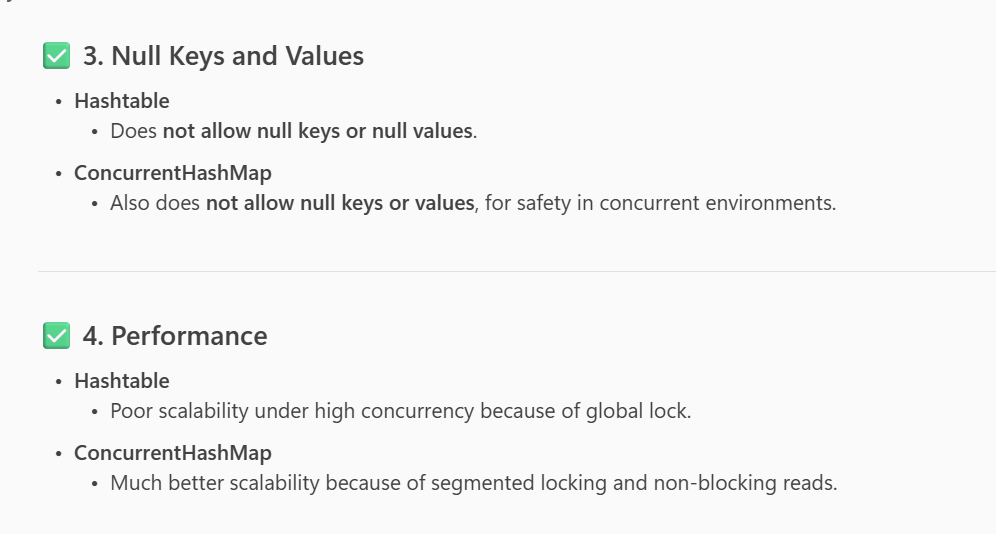 ✅ 3. Null Keys and Values
• Hashtable
• Does not allow null keys or null values.
• ConcurrentHashMap
• Also does not allow null keys or values, for safety in concurrent environments.
✅ 4. Performance
• Hashtable
• Poor scalability under high concurrency because of global lock.
• ConcurrentHashMap
• Much better scalability because of segmented locking and non-blocking reads.